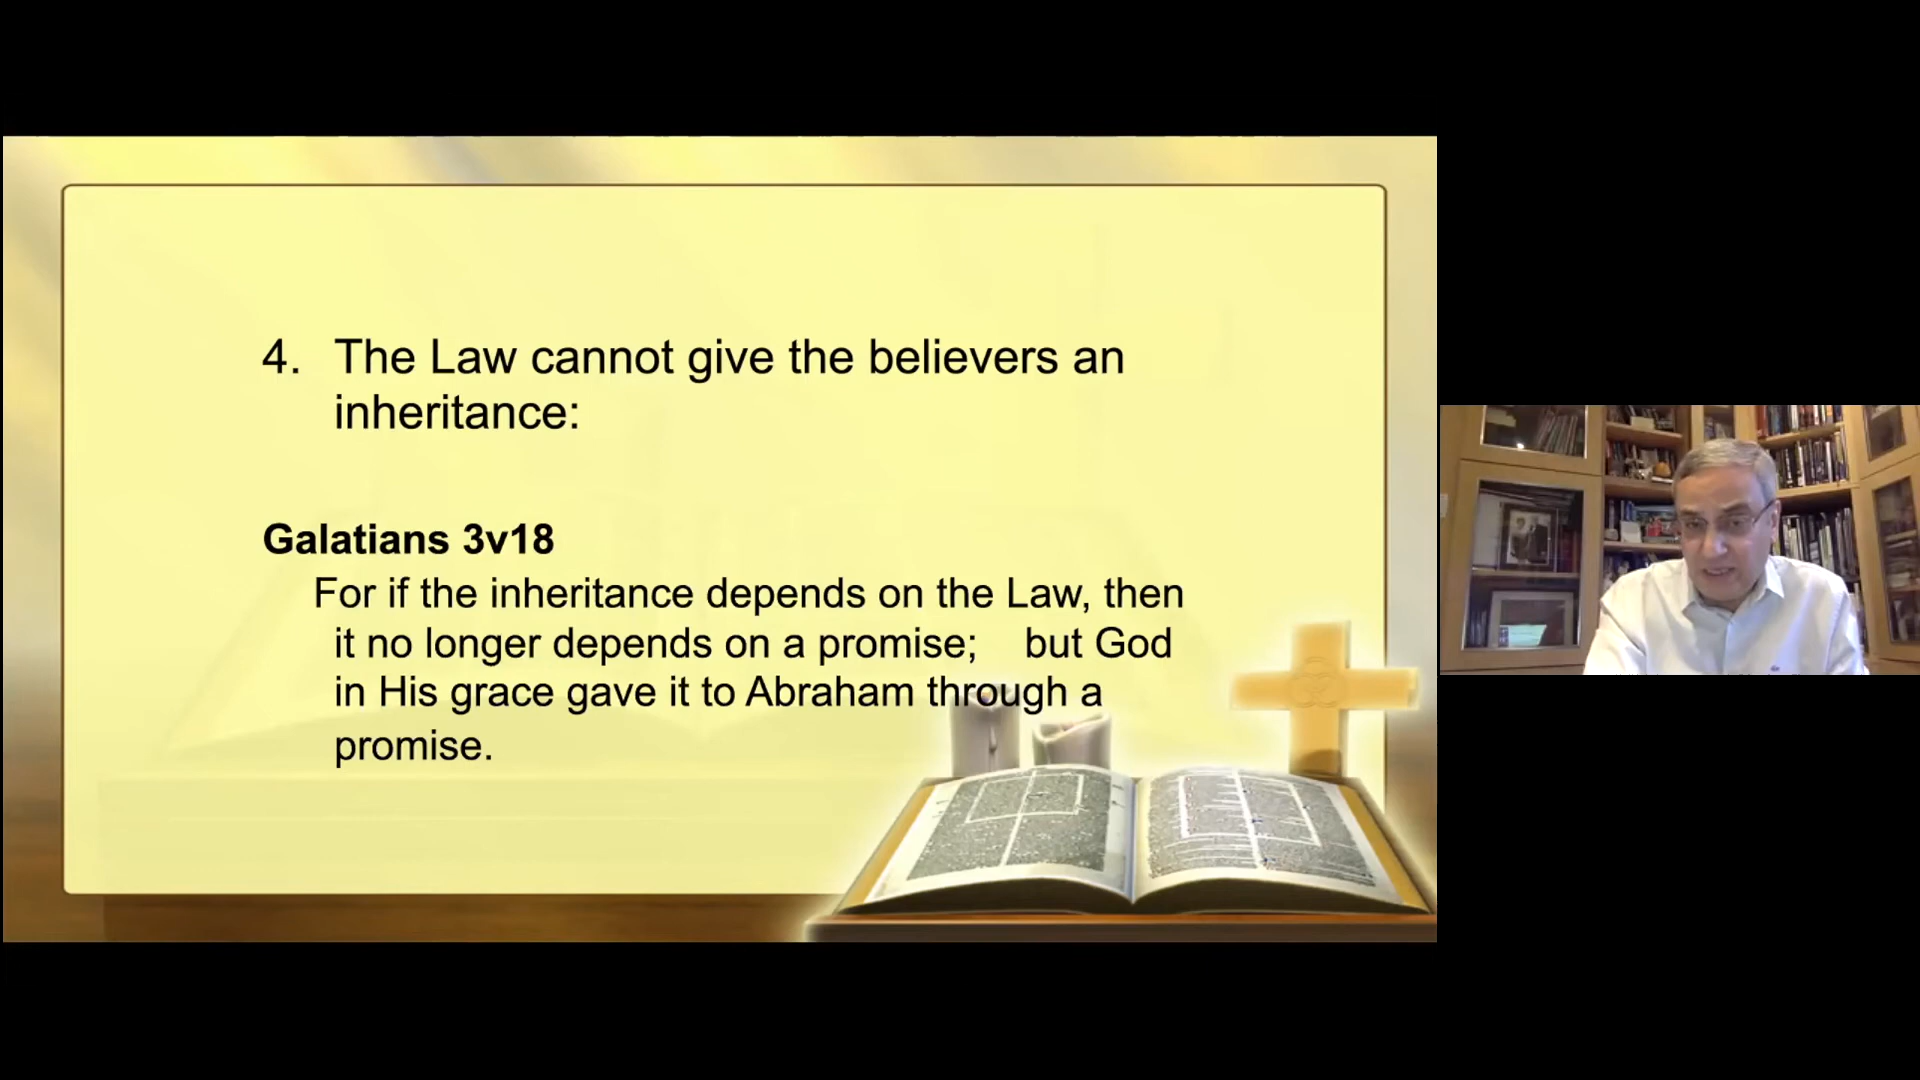 4. The Law cannot give the believers an
inheritance:
Galatians 3v18
For if the inheritance depends on the Law, then
it no longer depends on a promise; but God
in His grace gave it to Abraham through a
promise.